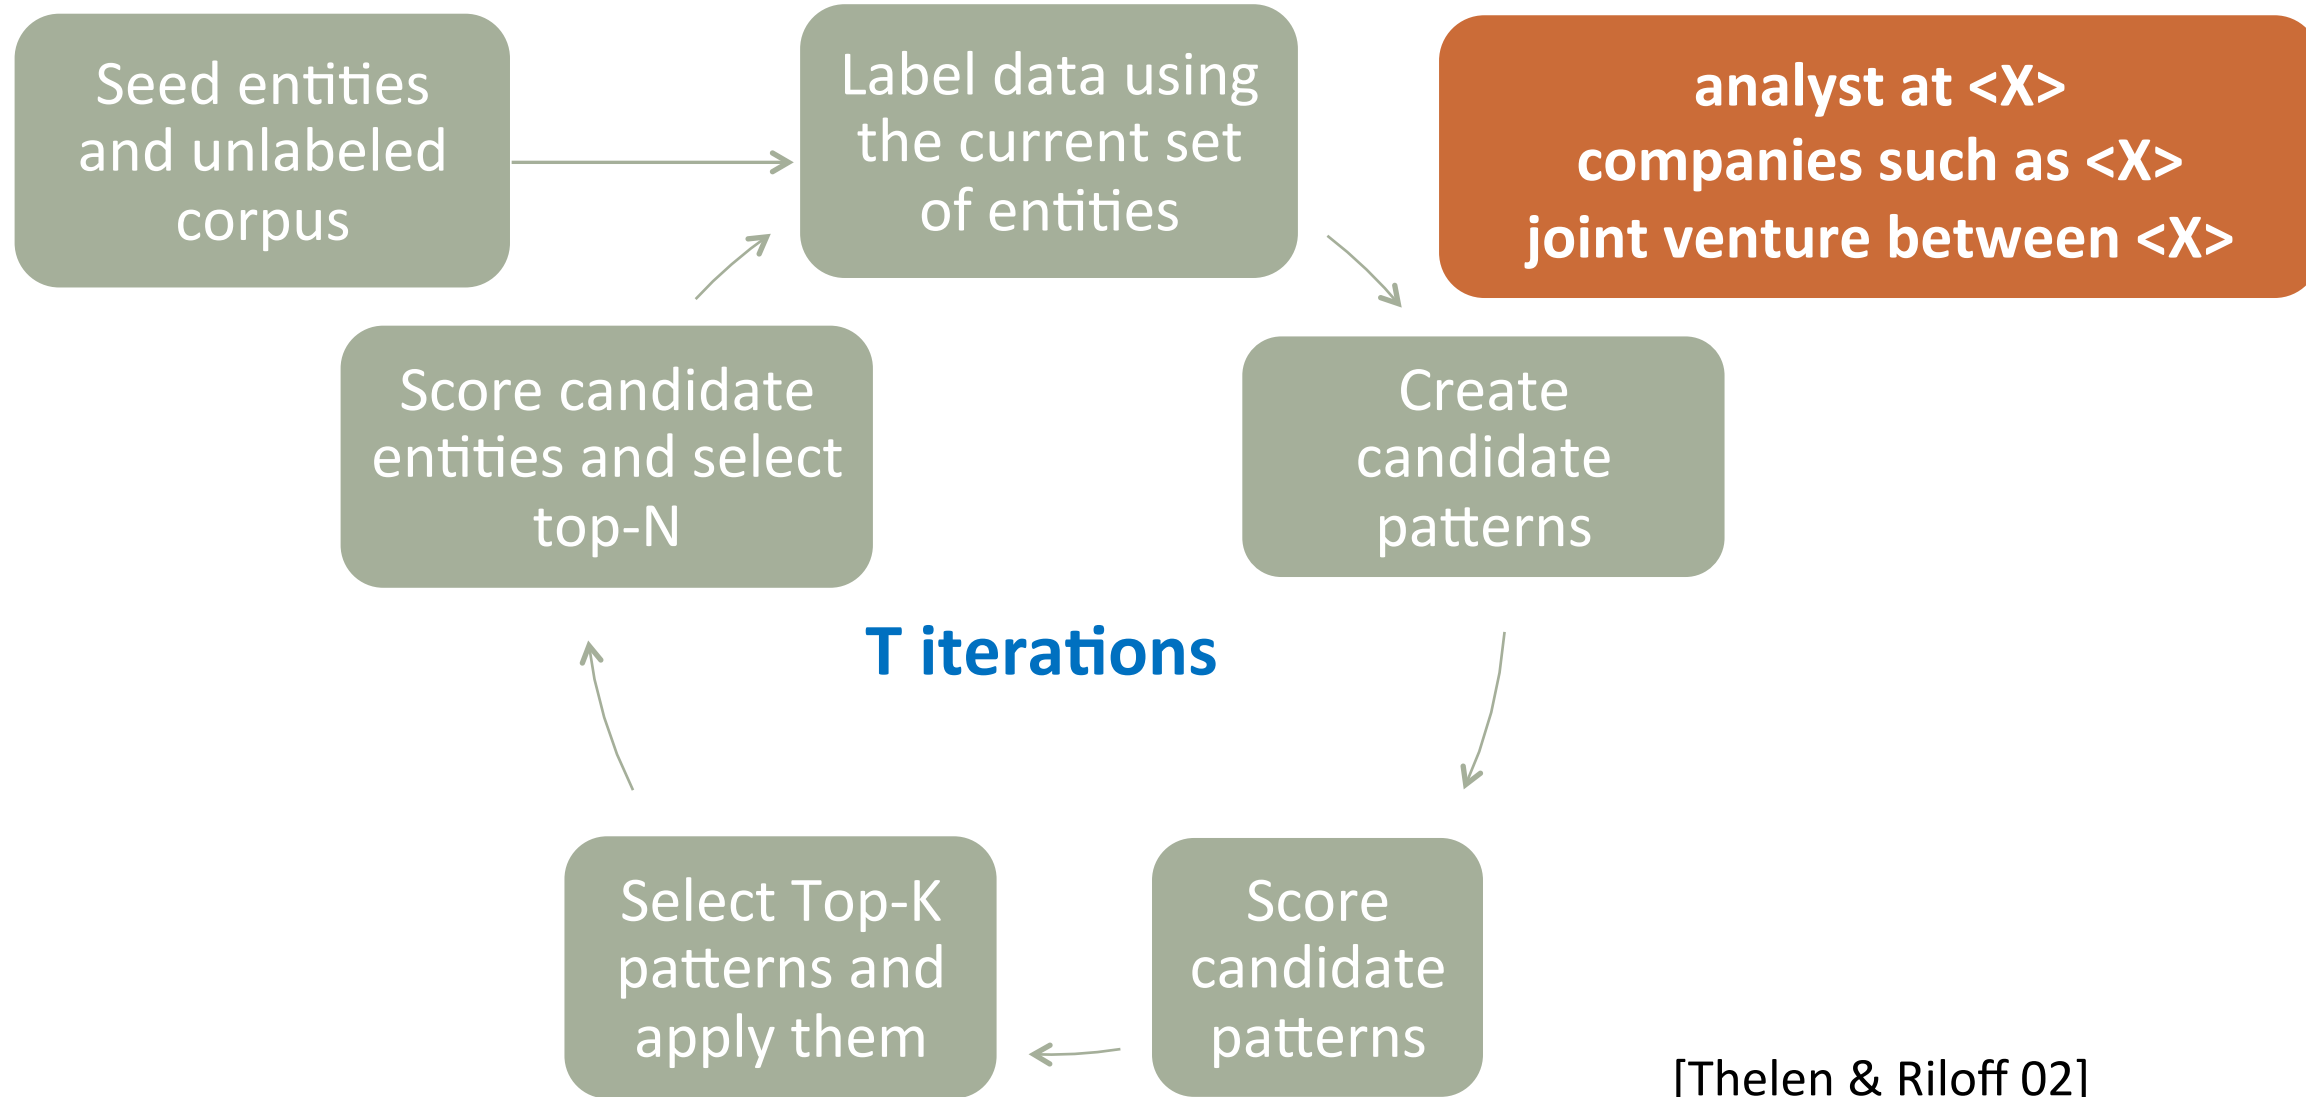 Seed entities
and unlabeled
corpus
Label data using
the current set
of entities
analyst at <X>
companies such as <X>
joint venture between <X>
Score candidate
entities and select
top-N
Create
candidate
patterns
T iterations
Select Top-K
patterns and
apply them
Score
candidate
patterns
[Thelen & Riloff 02]